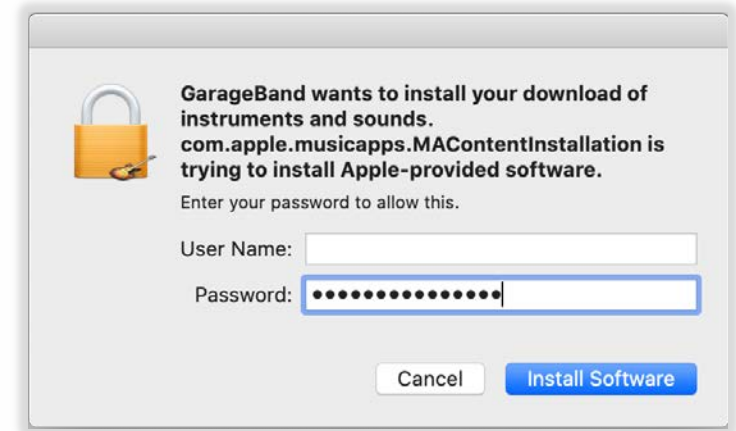 GarageBand wants to install your download of
instruments and sounds.
com.apple.musicapps.MAContentInstallation is
trying to install Apple-provided software.
Enter your password to allow this.
User Name:
Password: ●●●●●●●●●●●●●●●
Cancel Install Software